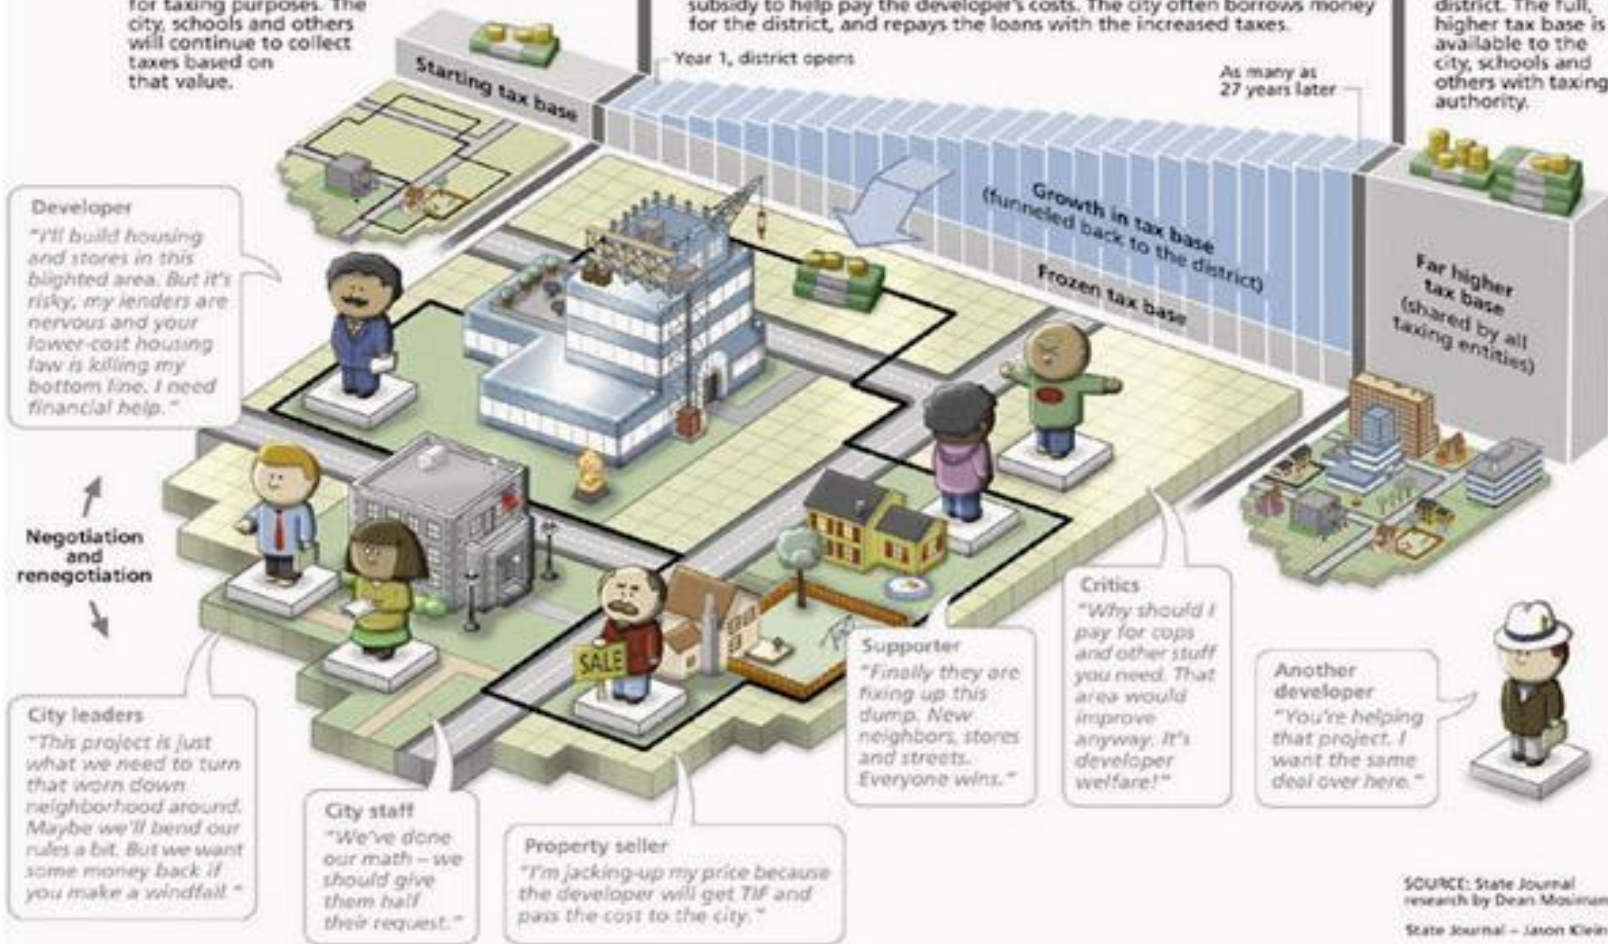 for taxing purposes. The
city, schools and others
will continue to collect
taxes based on
that value.
subsidy to help pay the developer's costs. The city often borrows money
for the district, and repays the loans with the increased taxes.
district. The full,
higher tax base is
available to the
city, schools and
others with taxing
authority.
Year 1, district opens
As many as
27 years later
Starting tax base
Growth in tax base
(funneled back to the district)
Frozen tax base
Far higher
tax base
(shared by all
taxing entities)
Developer
"I'll build housing
and stores in this
blighted area. But it's
risky, my lenders are
nervous and your
lower-cost housing
law is killing my
bottom line. I need
financial help."
Negotiation
and
renegotiation
City leaders
"This project is just
what we need to turn
that worn down
neighborhood around.
Maybe we'll bend our
rules a bit. But we want
some money back if
you make a windfall."
City staff
"We've done
our math – we
should give
them half
their request."
SALE
Property seller
"I'm jacking-up my price because
the developer will get TIF and
pass the cost to the city."
Supporter
"Finally they are
fixing up this
dump. New
neighbors, stores
and streets.
Everyone wins."
Critics
"Why should I
pay for cops
and other stuff
you need. That
area would
improve
anyway. It's
developer
welfare!"
Another
developer
"You're helping
that project. I
want the same
deal over here."
SOURCE: State Journal
research by Dean Mosiman
State Journal – Jason Klein